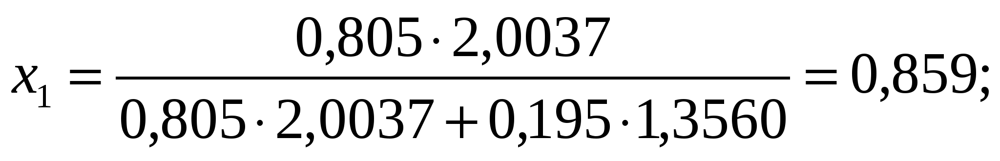 x₁ = (0,805 · 2,0037) / (0,805 · 2,0037 + 0,195 · 1,3560) = 0,859;